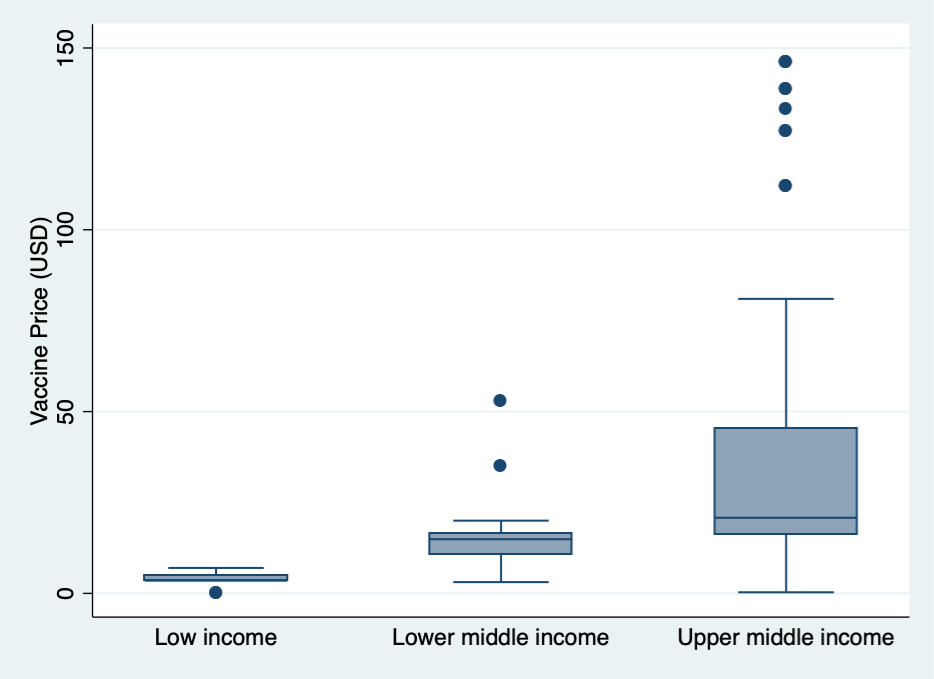 Vaccine Price (USD)
150
100
50
0
Low income
Lower middle income
Upper middle income